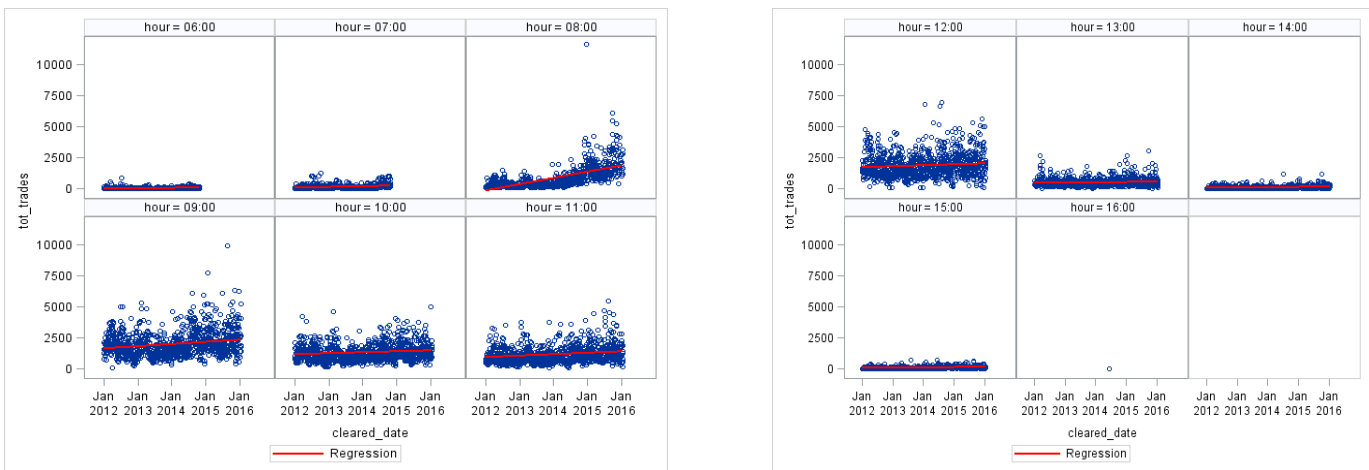 hour = 06:00 hour = 07:00 hour = 08:00
10000
7500
5000
2500
0
hour = 09:00 hour = 10:00 hour = 11:00
10000
7500
5000
2500
0
tot_trades
Jan Jan Jan Jan Jan Jan Jan Jan Jan Jan Jan Jan Jan Jan Jan
2012 2013 2014 2015 2016 2012 2013 2014 2015 2016 2012 2013 2014 2015 2016
cleared_date
Regression
hour = 12:00 hour = 13:00 hour = 14:00
10000
7500
5000
2500
0
hour = 15:00 hour = 16:00
10000
7500
5000
2500
0
tot_trades
Jan Jan Jan Jan Jan Jan Jan Jan Jan Jan Jan Jan Jan Jan Jan
2012 2013 2014 2015 2016 2012 2013 2014 2015 2016 2012 2013 2014 2015 2016
cleared_date
Regression